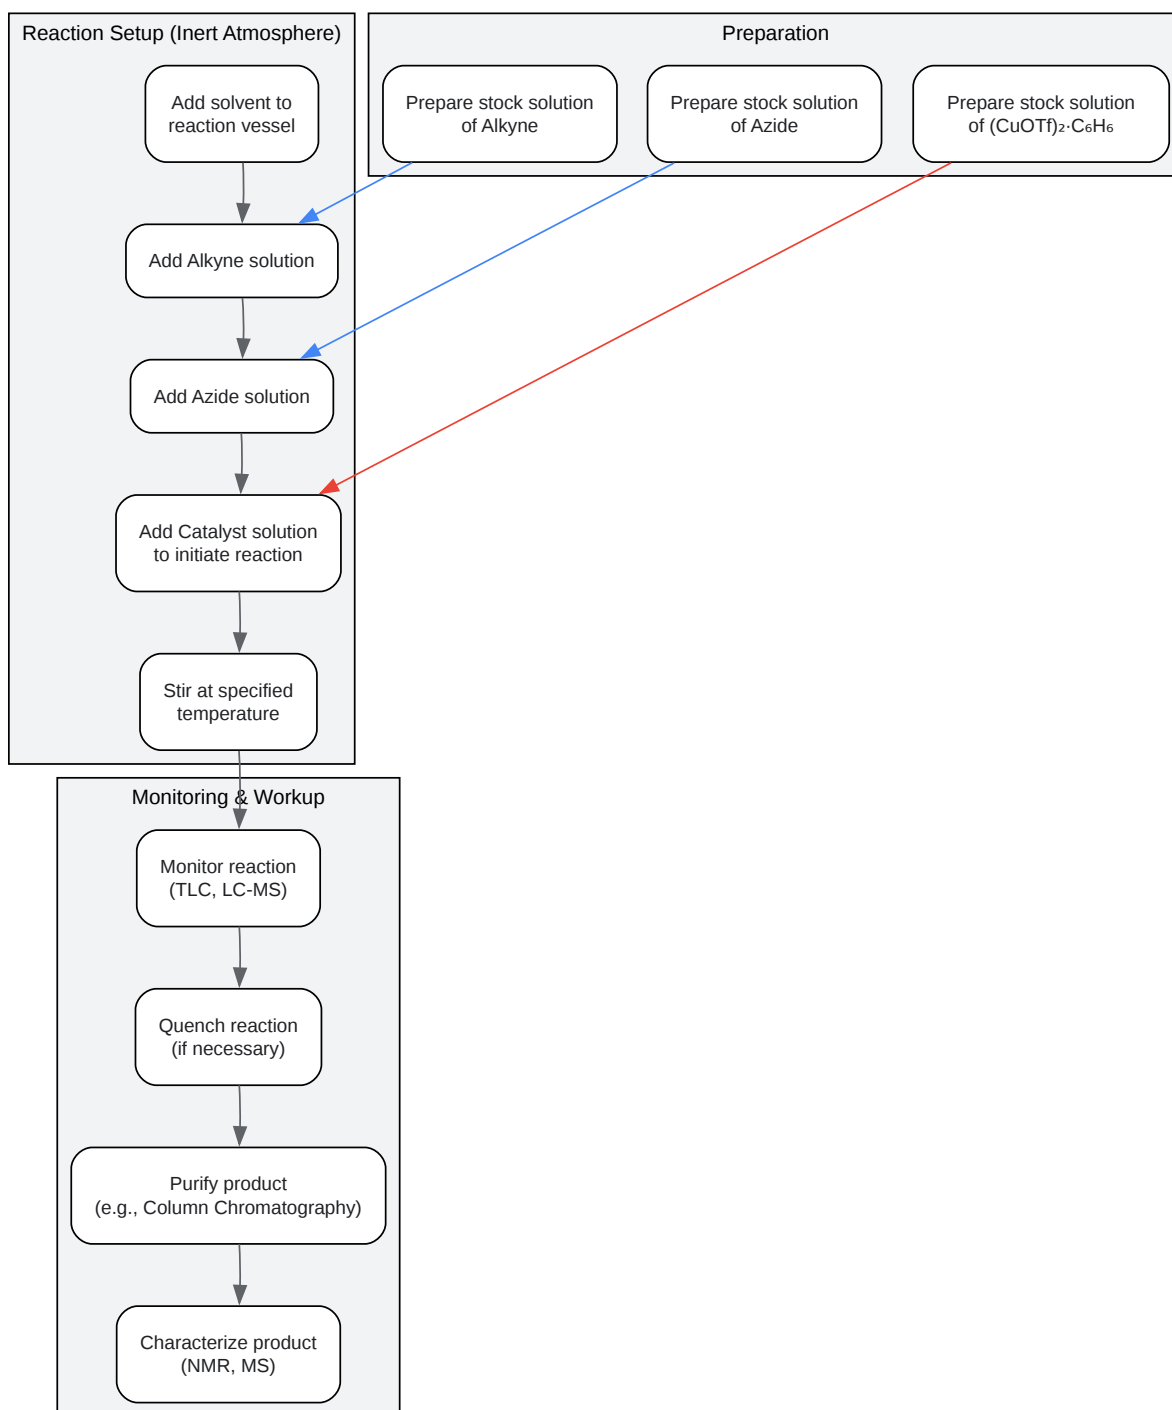 Reaction Setup (Inert Atmosphere)
Preparation
Add solvent to
reaction vessel
Prepare stock solution
of Alkyne
Prepare stock solution
of Azide
Prepare stock solution
of (CuOTf)₂·C₆H₆
Add Alkyne solution
Add Azide solution
Add Catalyst solution
to initiate reaction
Stir at specified
temperature
Monitoring & Workup
Monitor reaction
(TLC, LC-MS)
Quench reaction
(if necessary)
Purify product
(e.g., Column Chromatography)
Characterize product
(NMR, MS)